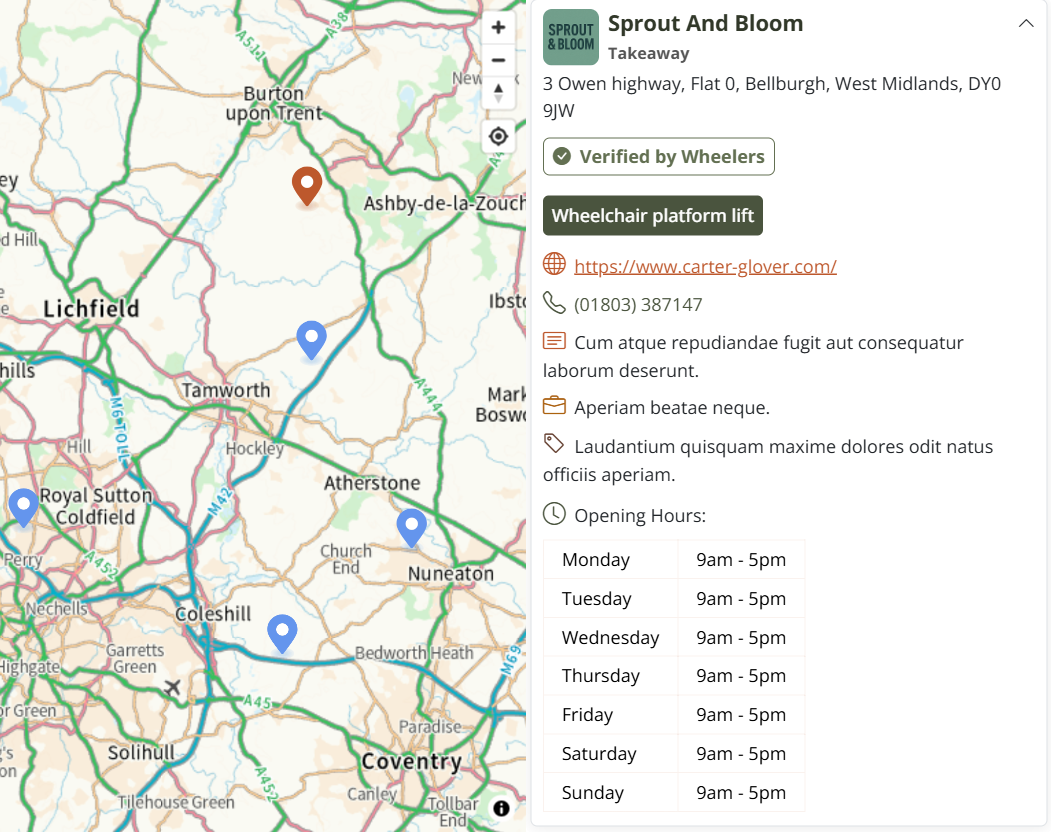 A511
A38
Burton
upon Trent
New
Ashby-de-la-Zouch
ey
d Hill
Lichfield
Ibsto
hills
Tamworth
A444
Mark
Bosw
M6 TOLL
Hill
Hockley
M42
Atherstone
Royal Sutton
Coldfield
Perry
A452
Church
End
Nuneaton
Nechells
Coleshill
Garretts
Green
Bedworth Heath
M69
Highgate
or Green
A45
Paradise
Solihull
Coventry
A452
Canley
Tilehouse Green
Tollbar
End
SPROUT
& BLOOM
Sprout And Bloom
Takeaway
3 Owen highway, Flat 0, Bellburgh, West Midlands, DY0
9JW
Verified by Wheelers
Wheelchair platform lift
https://www.carter-glover.com/
(01803) 387147
Cum atque repudiandae fugit aut consequatur
laborum deserunt.
Aperiam beatae neque.
Laudantium quisquam maxime dolores odit natus
officiis aperiam.
Opening Hours:
Monday 9am - 5pm
Tuesday 9am - 5pm
Wednesday 9am - 5pm
Thursday 9am - 5pm
Friday 9am - 5pm
Saturday 9am - 5pm
Sunday 9am - 5pm